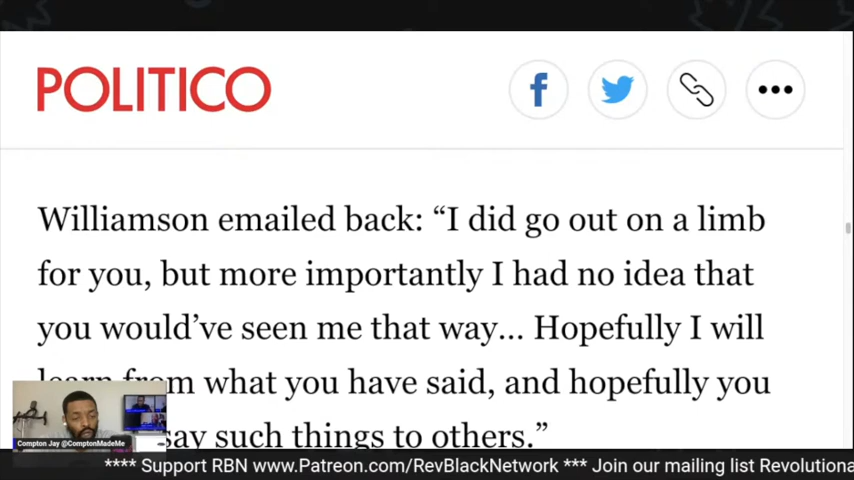 POLITICO
Williamson emailed back: “I did go out on a limb
for you, but more importantly I had no idea that
you would’ve seen me that way... Hopefully I will
learn from what you have said, and hopefully you
say such things to others.”
Compton Jay @ComptonMadeMe
**** Support RBN www.Patreon.com/RevBlackNetwork *** Join our mailing list Revolutiona